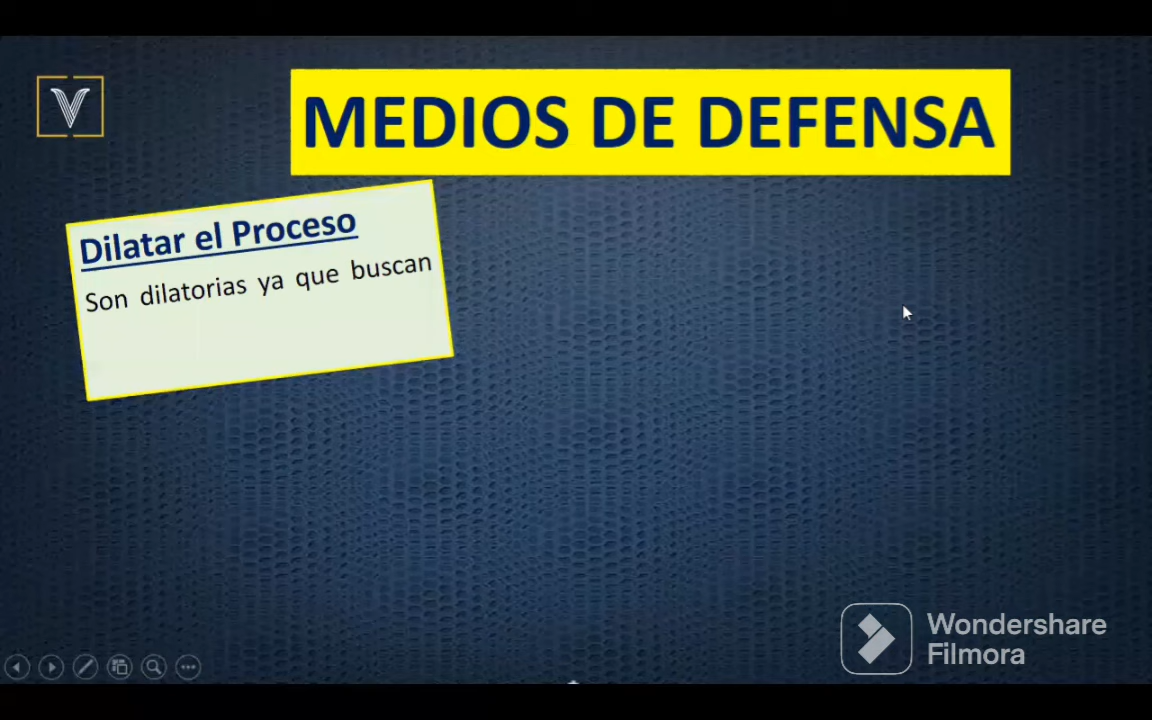 V
MEDIOS DE DEFENSA
Dilatar el Proceso
Son dilatorias ya que buscan
Wondershare
Filmora